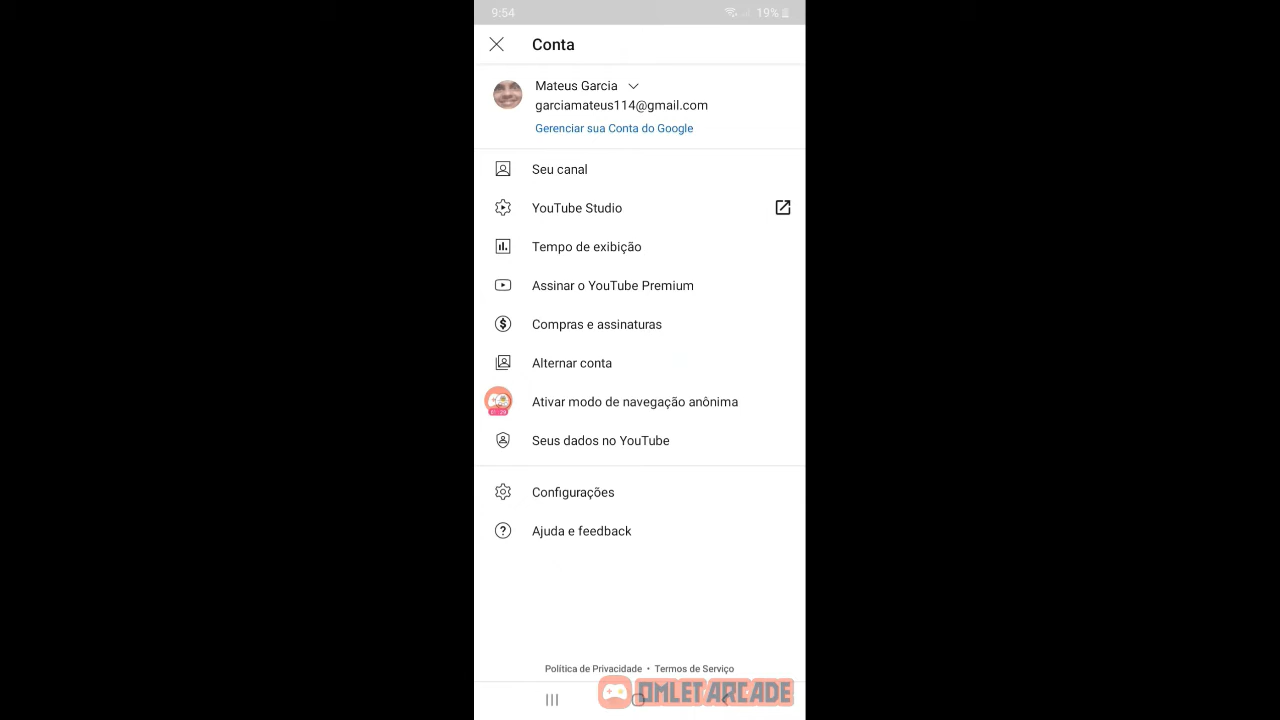 9:54
19%
Conta
Mateus Garcia
garciamateus114@gmail.com
Gerenciar sua Conta do Google
Seu canal
YouTube Studio
Tempo de exibição
Assinar o YouTube Premium
Compras e assinaturas
Alternar conta
Ativar modo de navegação anônima
Seus dados no YouTube
Configurações
Ajuda e feedback
Política de Privacidade • Termos de Serviço
OMLET ARCADE